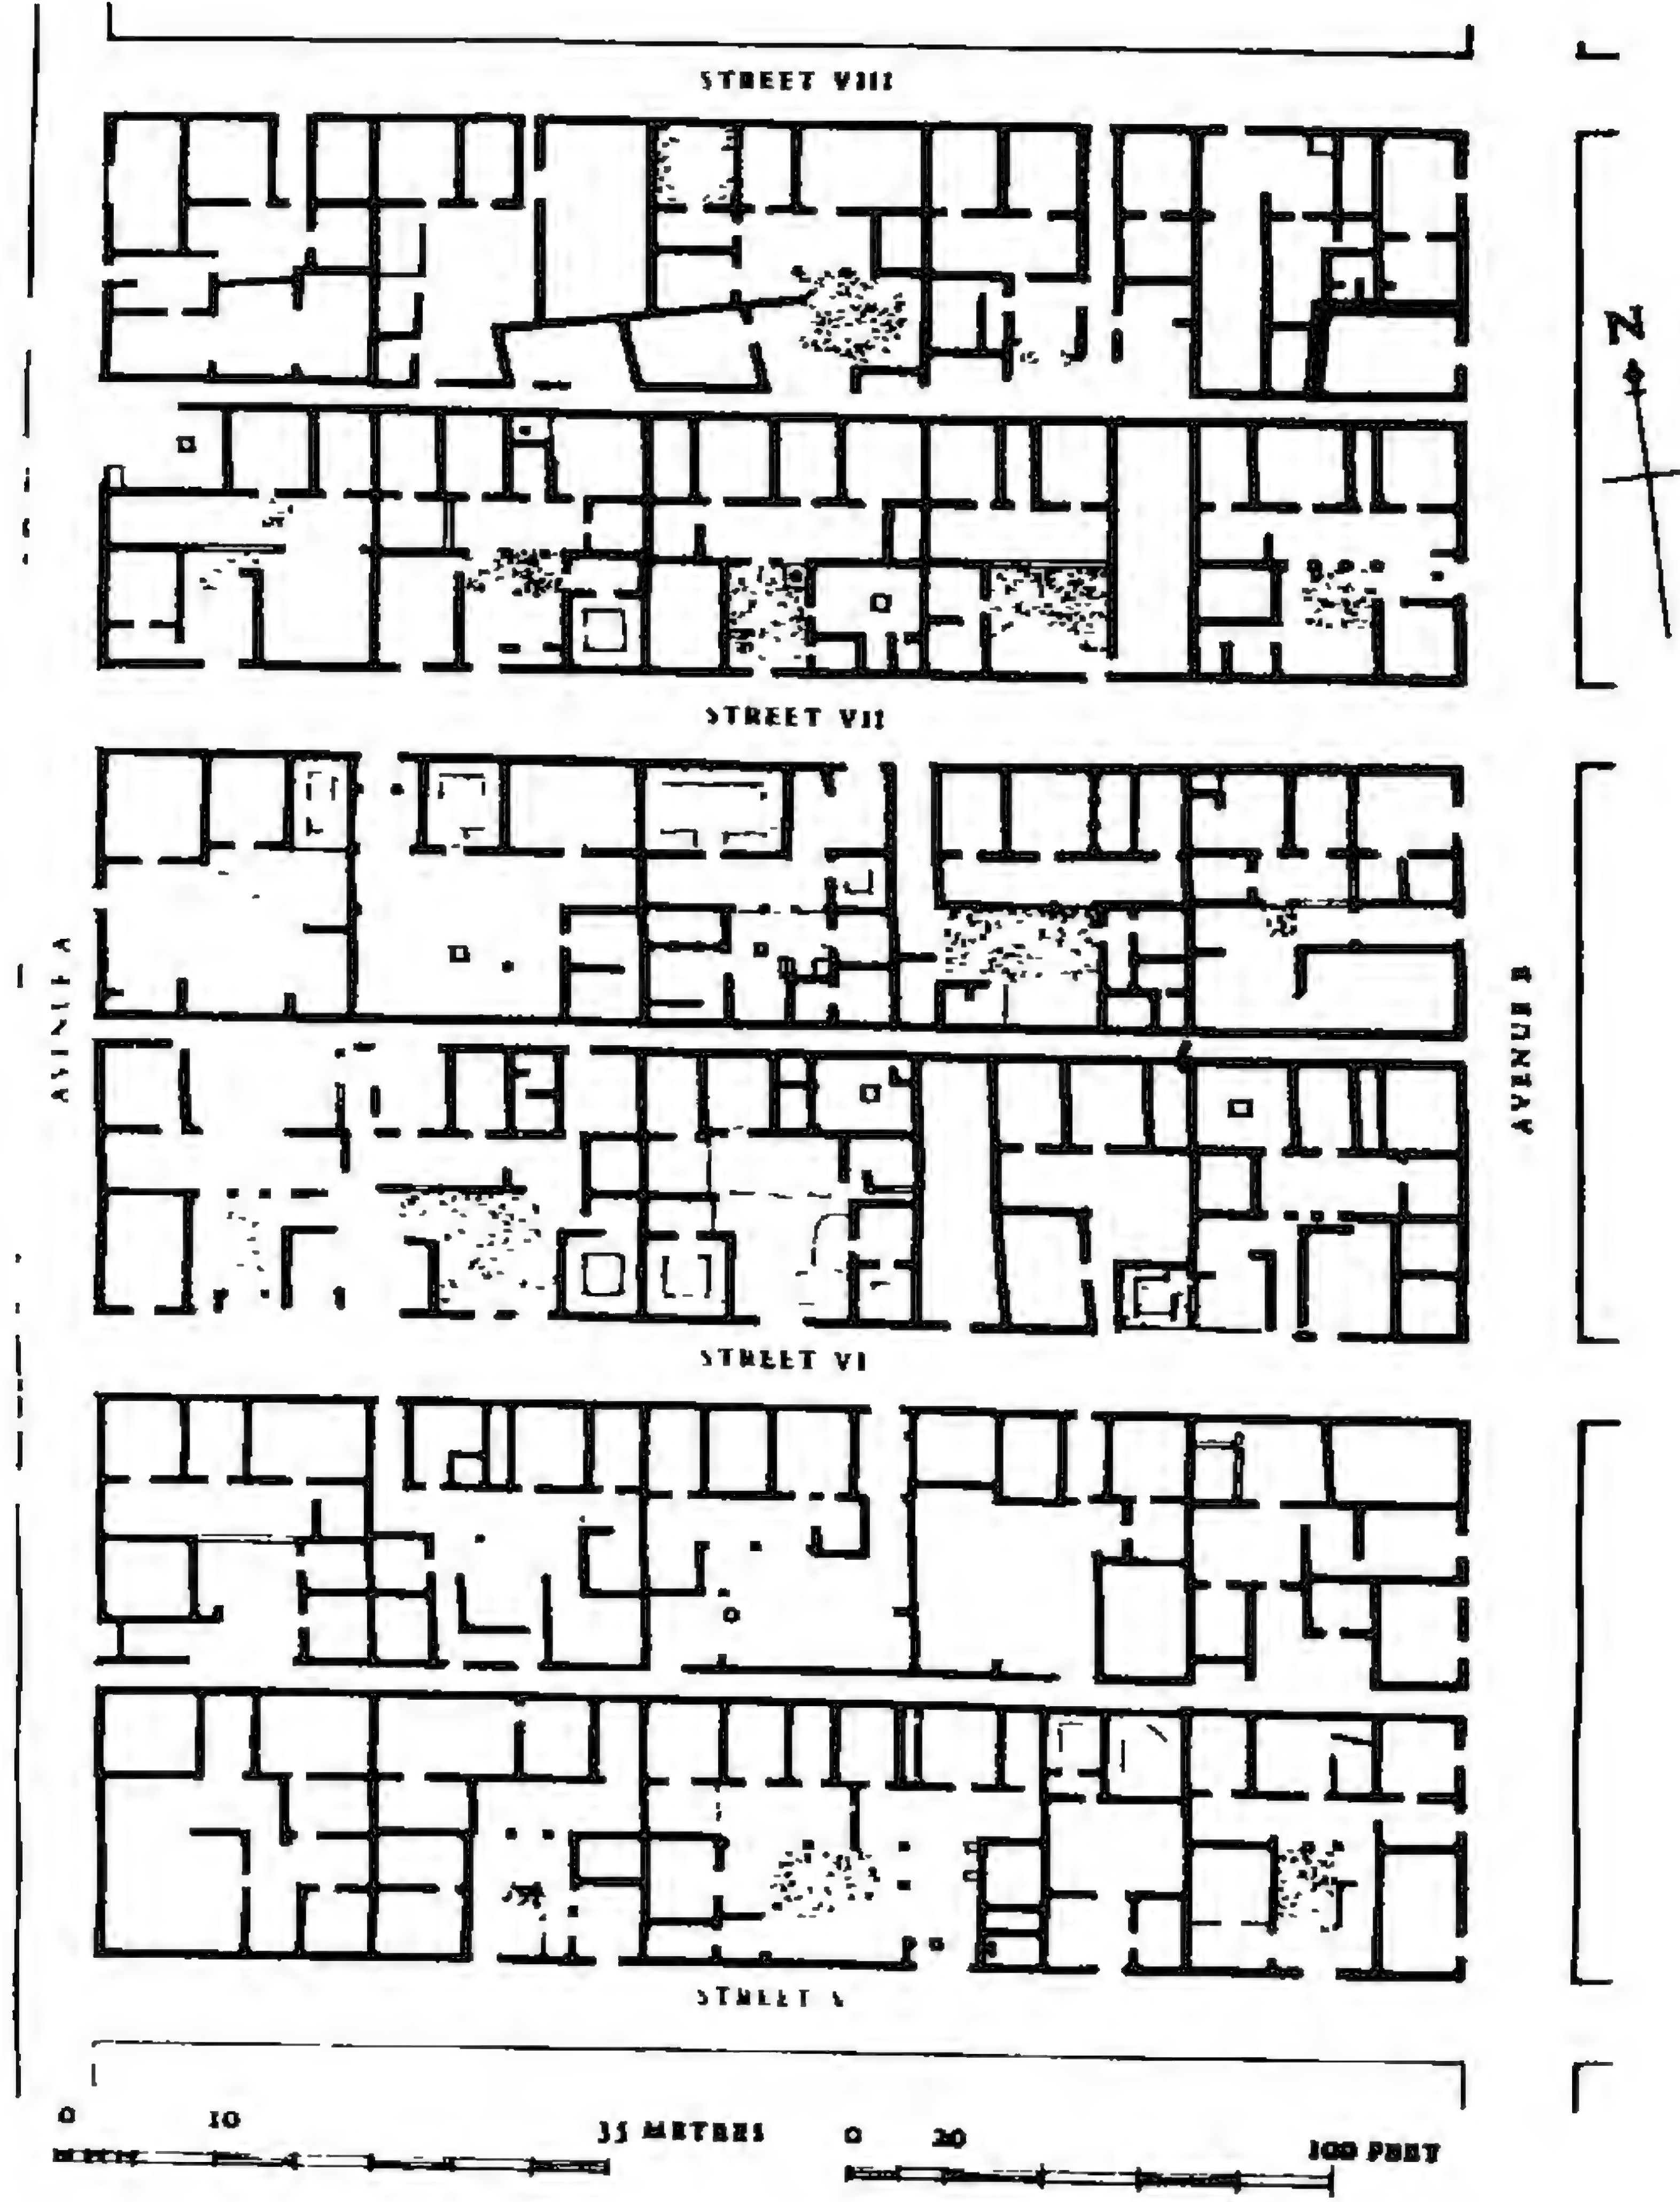 STREET VIII
N
STREET VII
AVENUE A
AVENUE B
STREET VI
STREET V
0 10 35 METRES
0 20 100 FEET